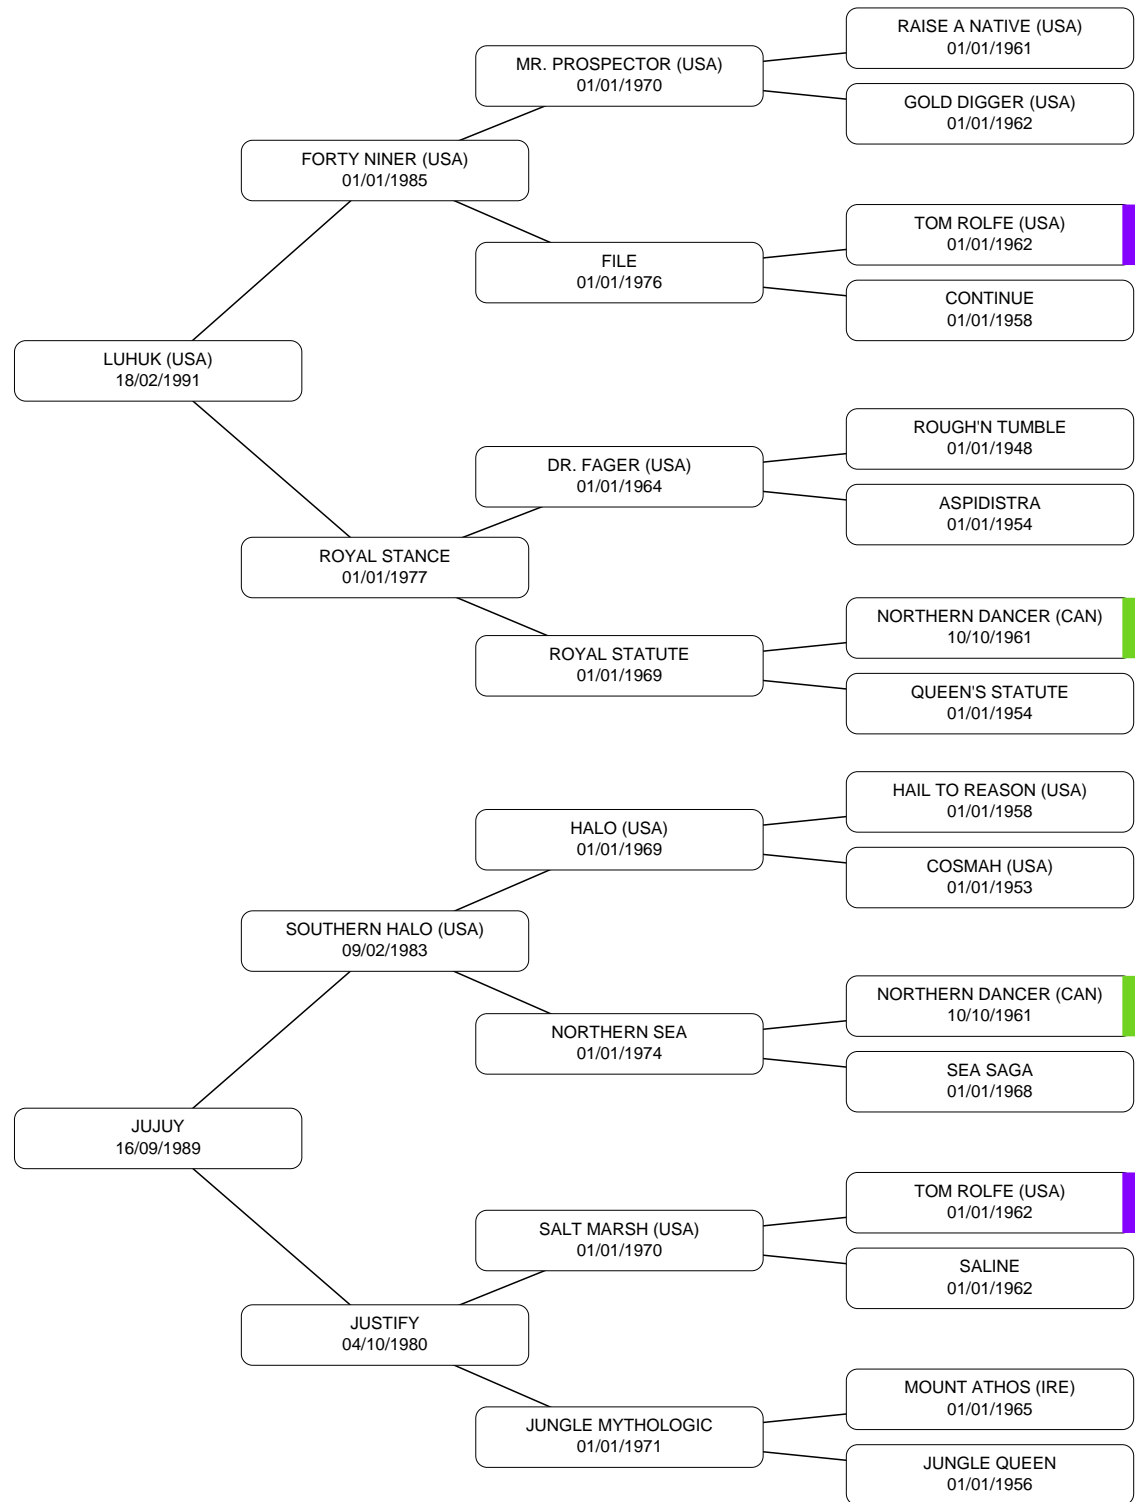 RAISE A NATIVE (USA)
01/01/1961
MR. PROSPECTOR (USA)
01/01/1970
GOLD DIGGER (USA)
01/01/1962
FORTY NINER (USA)
01/01/1985
TOM ROLFE (USA)
01/01/1962
FILE
01/01/1976
CONTINUE
01/01/1958
LUHUK (USA)
18/02/1991
ROUGH'N TUMBLE
01/01/1948
DR. FAGER (USA)
01/01/1964
ASPIDISTRA
01/01/1954
ROYAL STANCE
01/01/1977
NORTHERN DANCER (CAN)
10/10/1961
ROYAL STATUTE
01/01/1969
QUEEN'S STATUTE
01/01/1954
HAIL TO REASON (USA)
01/01/1958
HALO (USA)
01/01/1969
COSMAH (USA)
01/01/1953
SOUTHERN HALO (USA)
09/02/1983
NORTHERN DANCER (CAN)
10/10/1961
NORTHERN SEA
01/01/1974
SEA SAGA
01/01/1968
JUJUY
16/09/1989
TOM ROLFE (USA)
01/01/1962
SALT MARSH (USA)
01/01/1970
SALINE
01/01/1962
JUSTIFY
04/10/1980
MOUNT ATHOS (IRE)
01/01/1965
JUNGLE MYTHOLOGIC
01/01/1971
JUNGLE QUEEN
01/01/1956